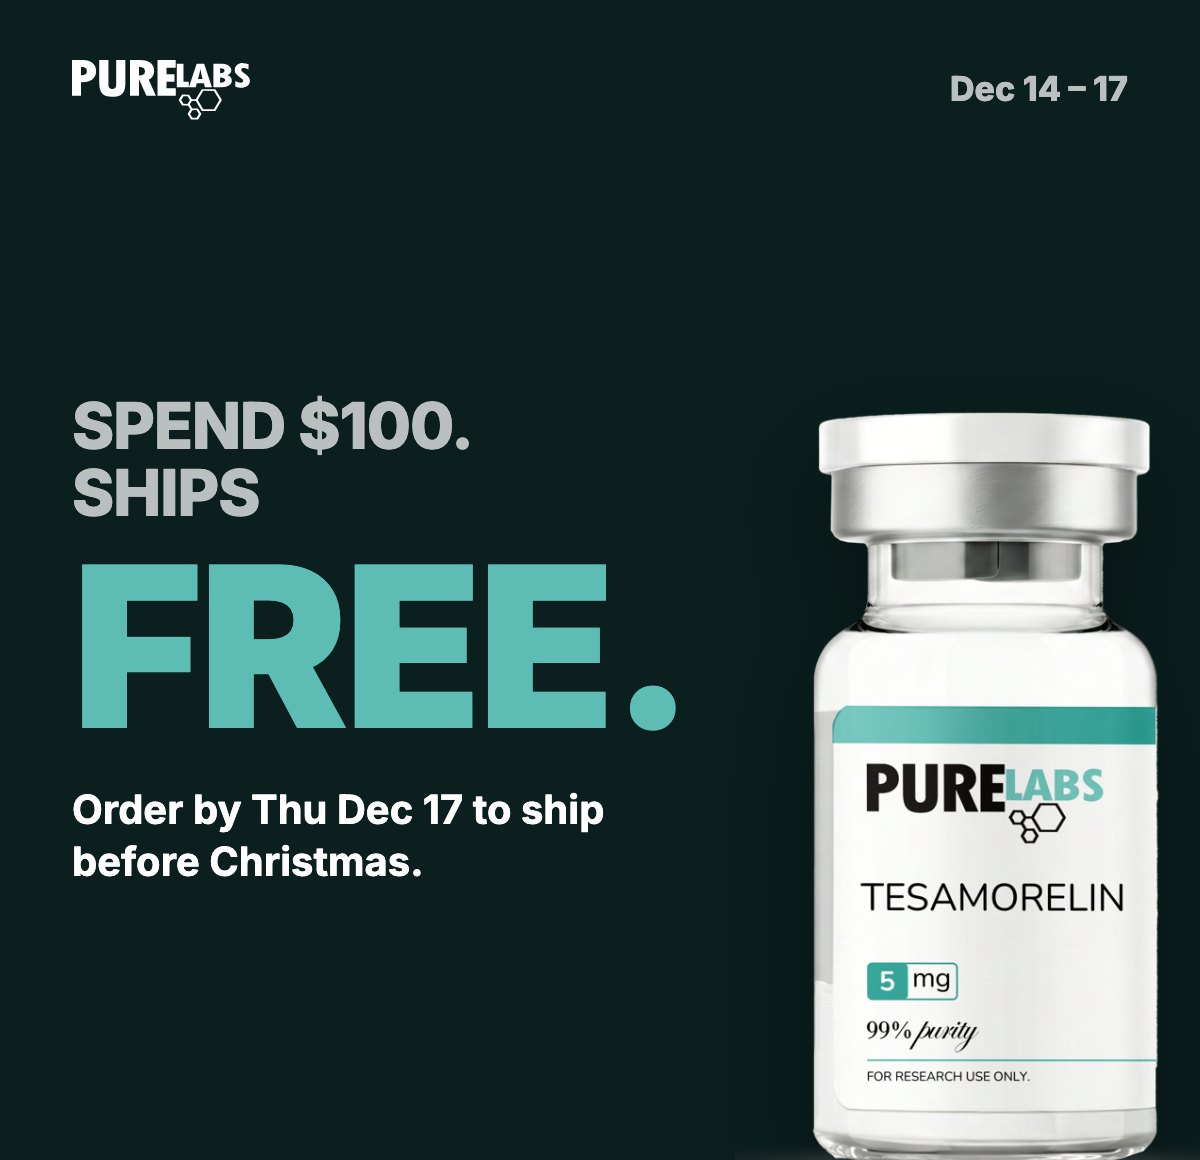 PURELABS
Dec 14 – 17
SPEND $100.
SHIPS
FREE.
Order by Thu Dec 17 to ship
before Christmas.
PURELABS
TESAMORELIN
5 mg
99% purity
FOR RESEARCH USE ONLY.